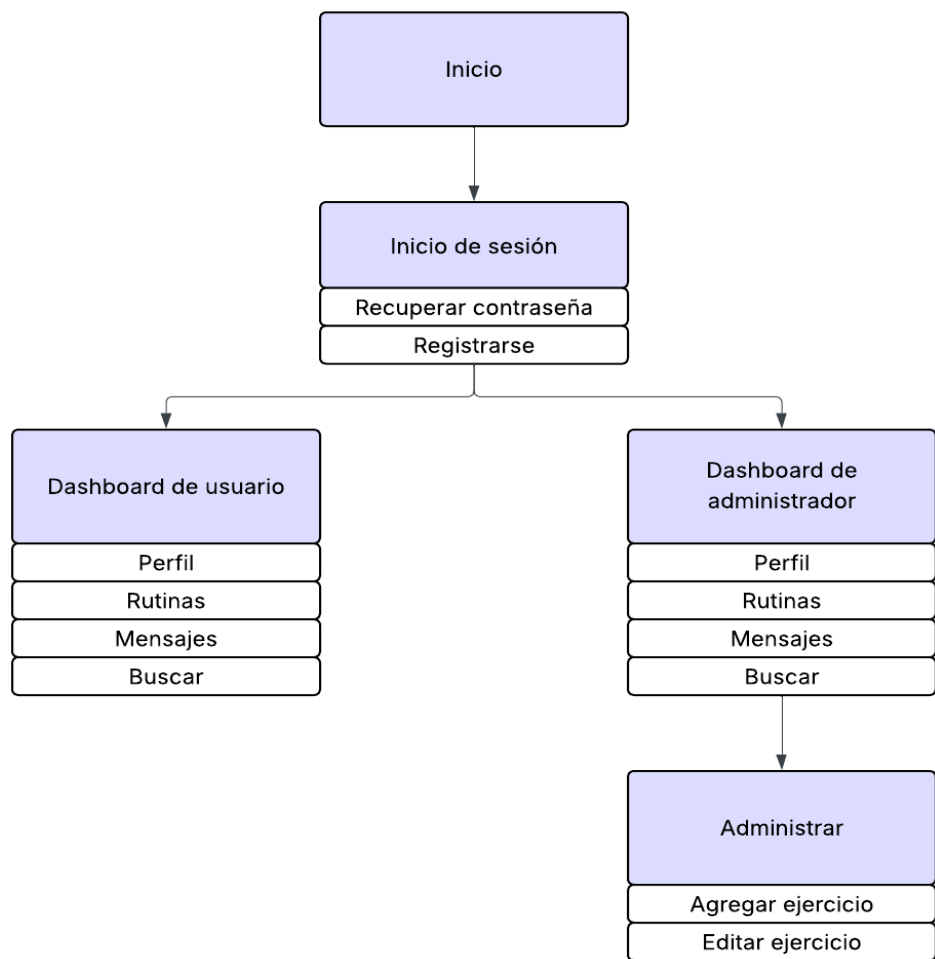 Inicio
Inicio de sesión
Recuperar contraseña
Registrarse
Dashboard de usuario
Perfil
Rutinas
Mensajes
Buscar
Dashboard de
administrador
Perfil
Rutinas
Mensajes
Buscar
Administrar
Agregar ejercicio
Editar ejercicio